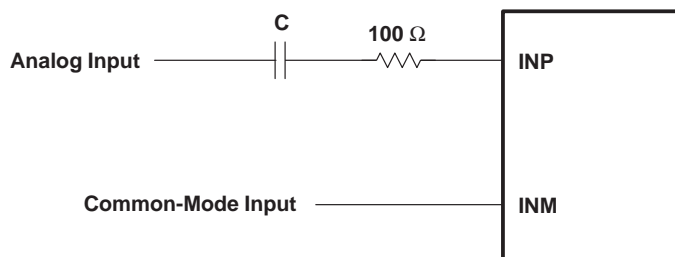 C
100 Ω
Analog Input
INP
Common-Mode Input
INM